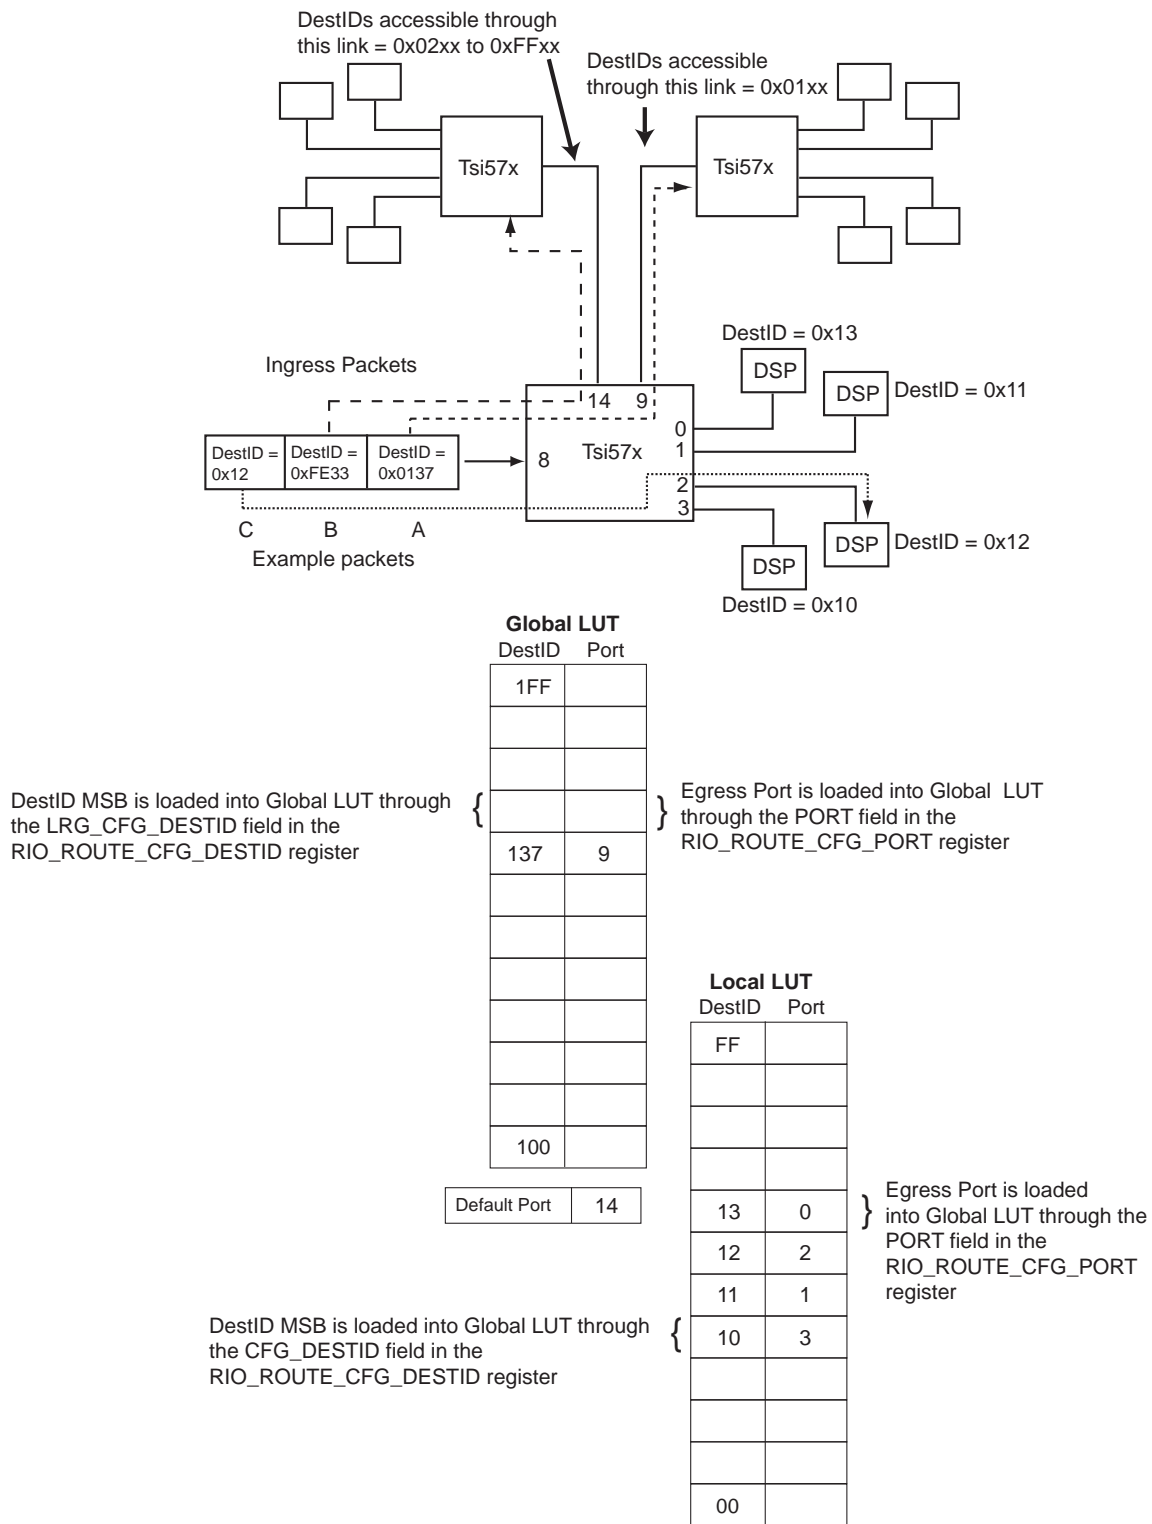 DestIDs accessible through
this link = 0x02xx to 0xFFxx
DestIDs accessible
through this link = 0x01xx
Tsi57x
Tsi57x
DestID = 0x13
Ingress Packets
DSP
DSP
DestID = 0x11
14
9
0
DestID =
0x12
DestID =
0xFE33
DestID =
0x0137
8
Tsi57x
1
2
3
C
B
A
DSP
DestID = 0x12
Example packets
DSP
DestID = 0x10
Global LUT
DestID Port
1FF
DestID MSB is loaded into Global LUT through
the LRG_CFG_DESTID field in the
RIO_ROUTE_CFG_DESTID register
{
}
Egress Port is loaded into Global LUT
through the PORT field in the
RIO_ROUTE_CFG_PORT register
137 9
100
Default Port 14
Local LUT
DestID Port
FF
13 0
12 2
11 1
10 3
00
}
Egress Port is loaded
into Global LUT through the
PORT field in the
RIO_ROUTE_CFG_PORT
register
DestID MSB is loaded into Global LUT through
the CFG_DESTID field in the
RIO_ROUTE_CFG_DESTID register
{